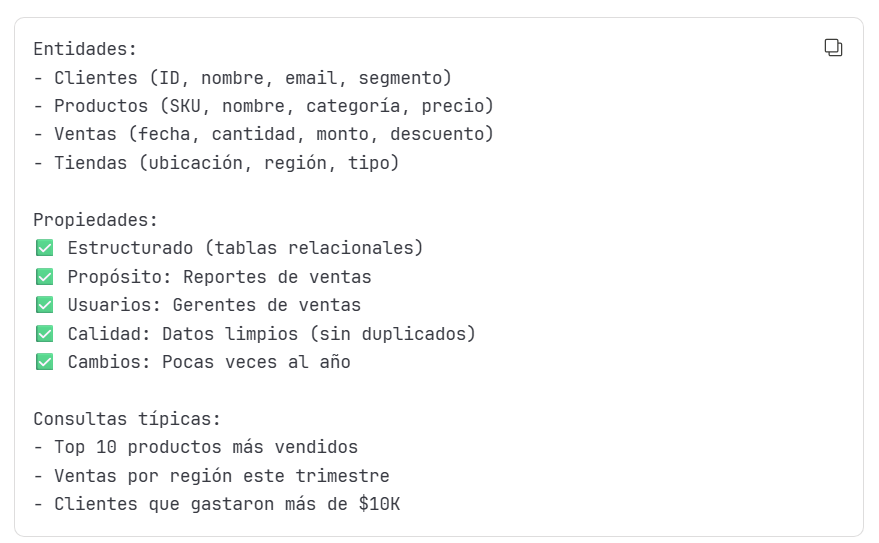 Entidades:
- Clientes (ID, nombre, email, segmento)
- Productos (SKU, nombre, categoría, precio)
- Ventas (fecha, cantidad, monto, descuento)
- Tiendas (ubicación, región, tipo)
Propiedades:
✅ Estructurado (tablas relacionales)
✅ Propósito: Reportes de ventas
✅ Usuarios: Gerentes de ventas
✅ Calidad: Datos limpios (sin duplicados)
✅ Cambios: Pocas veces al año
Consultas típicas:
- Top 10 productos más vendidos
- Ventas por región este trimestre
- Clientes que gastaron más de $10K